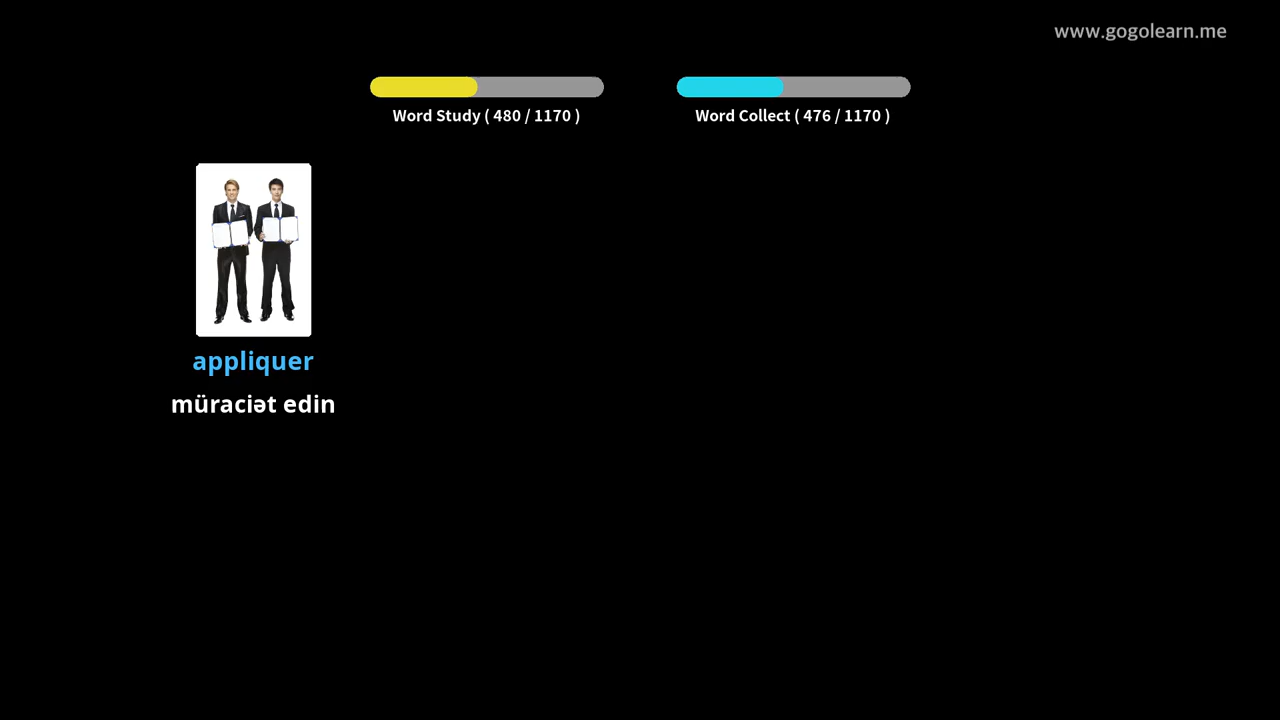 www.gogolearn.me
Word Study ( 480 / 1170 )
Word Collect ( 476 / 1170 )
appliquer
müraciət edin